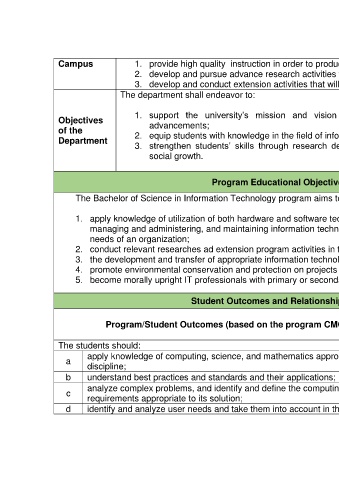 Campus
1. provide high quality instruction in order to produ
2. develop and pursue advance research activities
3. develop and conduct extension activities that will
Objectives of the Department
The department shall endeavor to:
1. support the university's mission and vision
advancements;
2. equip students with knowledge in the field of info
3. strengthen students' skills through research de
social growth.
Program Educational Objectiv
The Bachelor of Science in Information Technology program aims t
1. apply knowledge of utilization of both hardware and software te
managing and administering, and maintaining information techn
needs of an organization;
2. conduct relevant researches ad extension program activities in t
3. the development and transfer of appropriate information technol
4. promote environmental conservation and protection on projects
5. become morally upright IT professionals with primary or second
Student Outcomes and Relationshi
Program/Student Outcomes (based on the program CM
The students should:
a apply knowledge of computing, science, and mathematics appro
discipline;
b understand best practices and standards and their applications;
c analyze complex problems, and identify and define the computin
requirements appropriate to its solution;
d identify and analyze user needs and take them into account in th